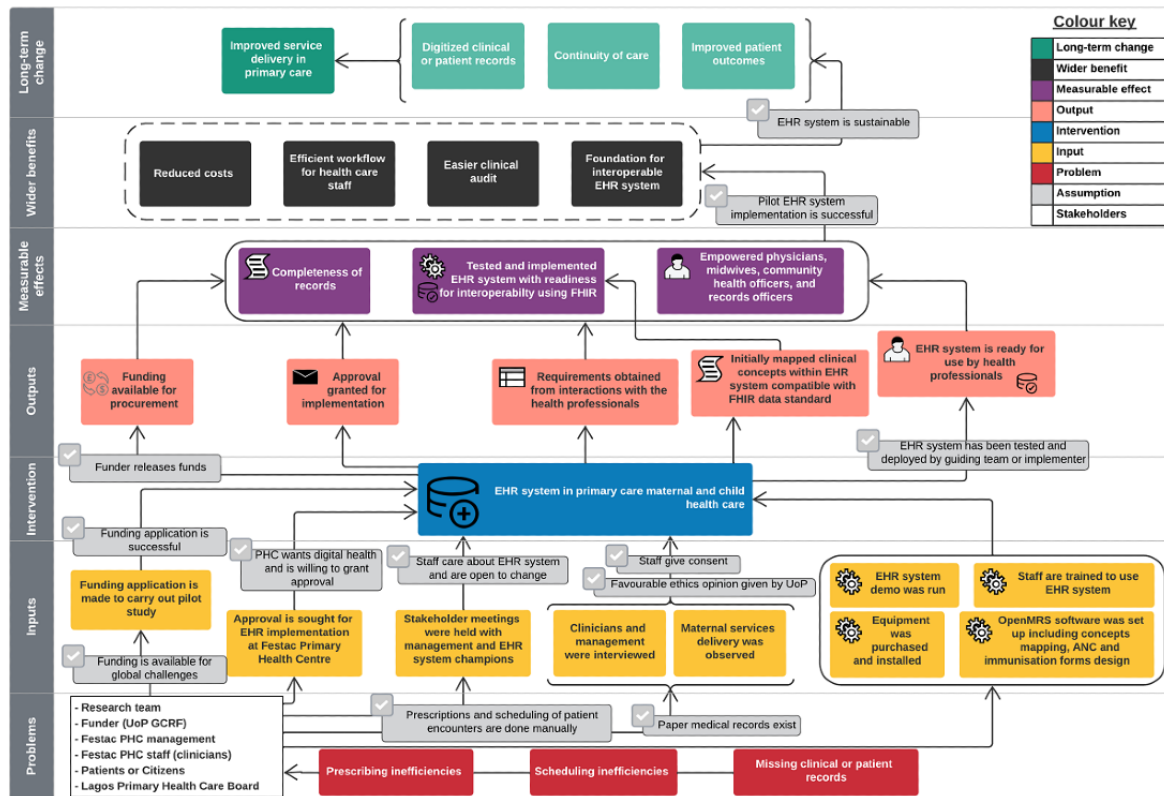 Long-term
change
Improved service
delivery in
primary care
Digitized clinical
or patient records
Continuity of care
Improved patient
outcomes
EHR system is sustainable
Colour key
Long-term change
Wider benefit
Measurable effect
Output
Intervention
Input
Problem
Assumption
Stakeholders
Wider benefits
Reduced costs
Efficient workflow
for health care
staff
Easier clinical
audit
Foundation for
interoperable
EHR system
Pilot EHR system
implementation is successful
Measurable
effects
Completeness of
records
Tested and implemented
EHR system with readiness
for interoperabilty using FHIR
Empowered physicians,
midwives, community
health officers, and
records officers
Outputs
Funding
available for
procurement
Approval
granted for
implementation
Requirements obtained
from interactions with the
health professionals
Initially mapped clinical
concepts within EHR
system compatible with
FHIR data standard
EHR system is ready for
use by health
professionals
Funder releases funds
EHR system has been tested and
deployed by guiding team or implementer
Intervention
EHR system in primary care maternal and child
health care
Funding application is
successful
PHC wants digital health
and is willing to grant
approval
Staff care about EHR system
and are open to change
Staff give consent
Favourable ethics opinion given by UoP
Inputs
Funding application is
made to carry out pilot
study
Approval is sought for
EHR implementation
at Festac Primary
Health Centre
Stakeholder meetings
were held with
management and EHR
system champions
Clinicians and
management
were interviewed
Maternal services
delivery was
observed
EHR system
demo was run
Staff are trained to use
EHR system
Equipment
was
purchased
and installed
OpenMRS software was set
up including concepts
mapping, ANC and
immunisation forms design
Funding is available for
global challenges
Prescriptions and scheduling of patient
encounters are done manually
Paper medical records exist
Problems
- Research team
- Funder (UoP GCRF)
- Festac PHC management
- Festac PHC staff (clinicians)
- Patients or Citizens
- Lagos Primary Health Care Board
Prescribing inefficiencies
Scheduling inefficiencies
Missing clinical or patient
records